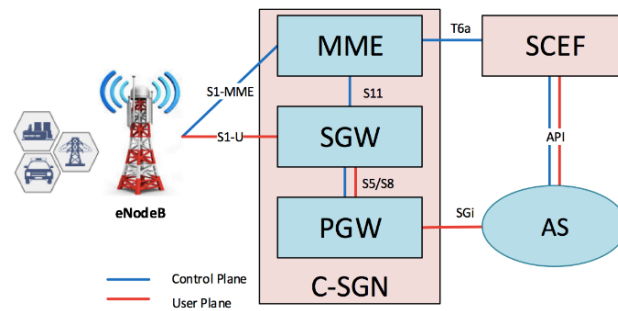 MME
T6a
SCEF
S1-MME
S11
S1-U
SGW
API
S5/S8
eNodeB
PGW
SGi
AS
Control Plane
User Plane
C-SGN